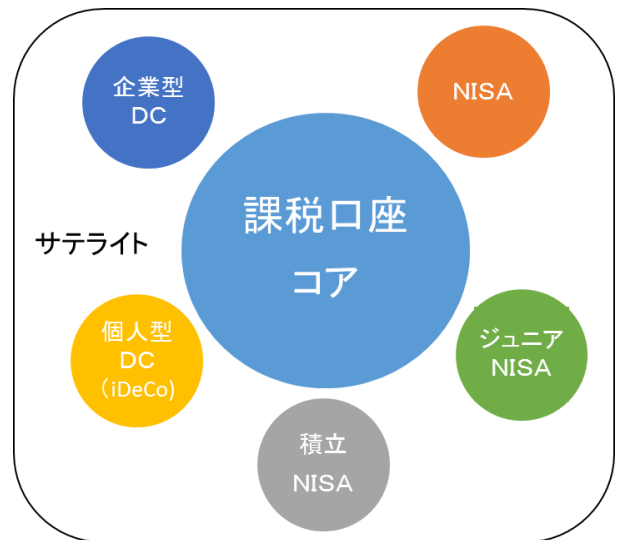 企業型
DC
NISA
課税口座
コア
サテライト
個人型
DC
（iDeCo)
ジュニア
NISA
積立
NISA